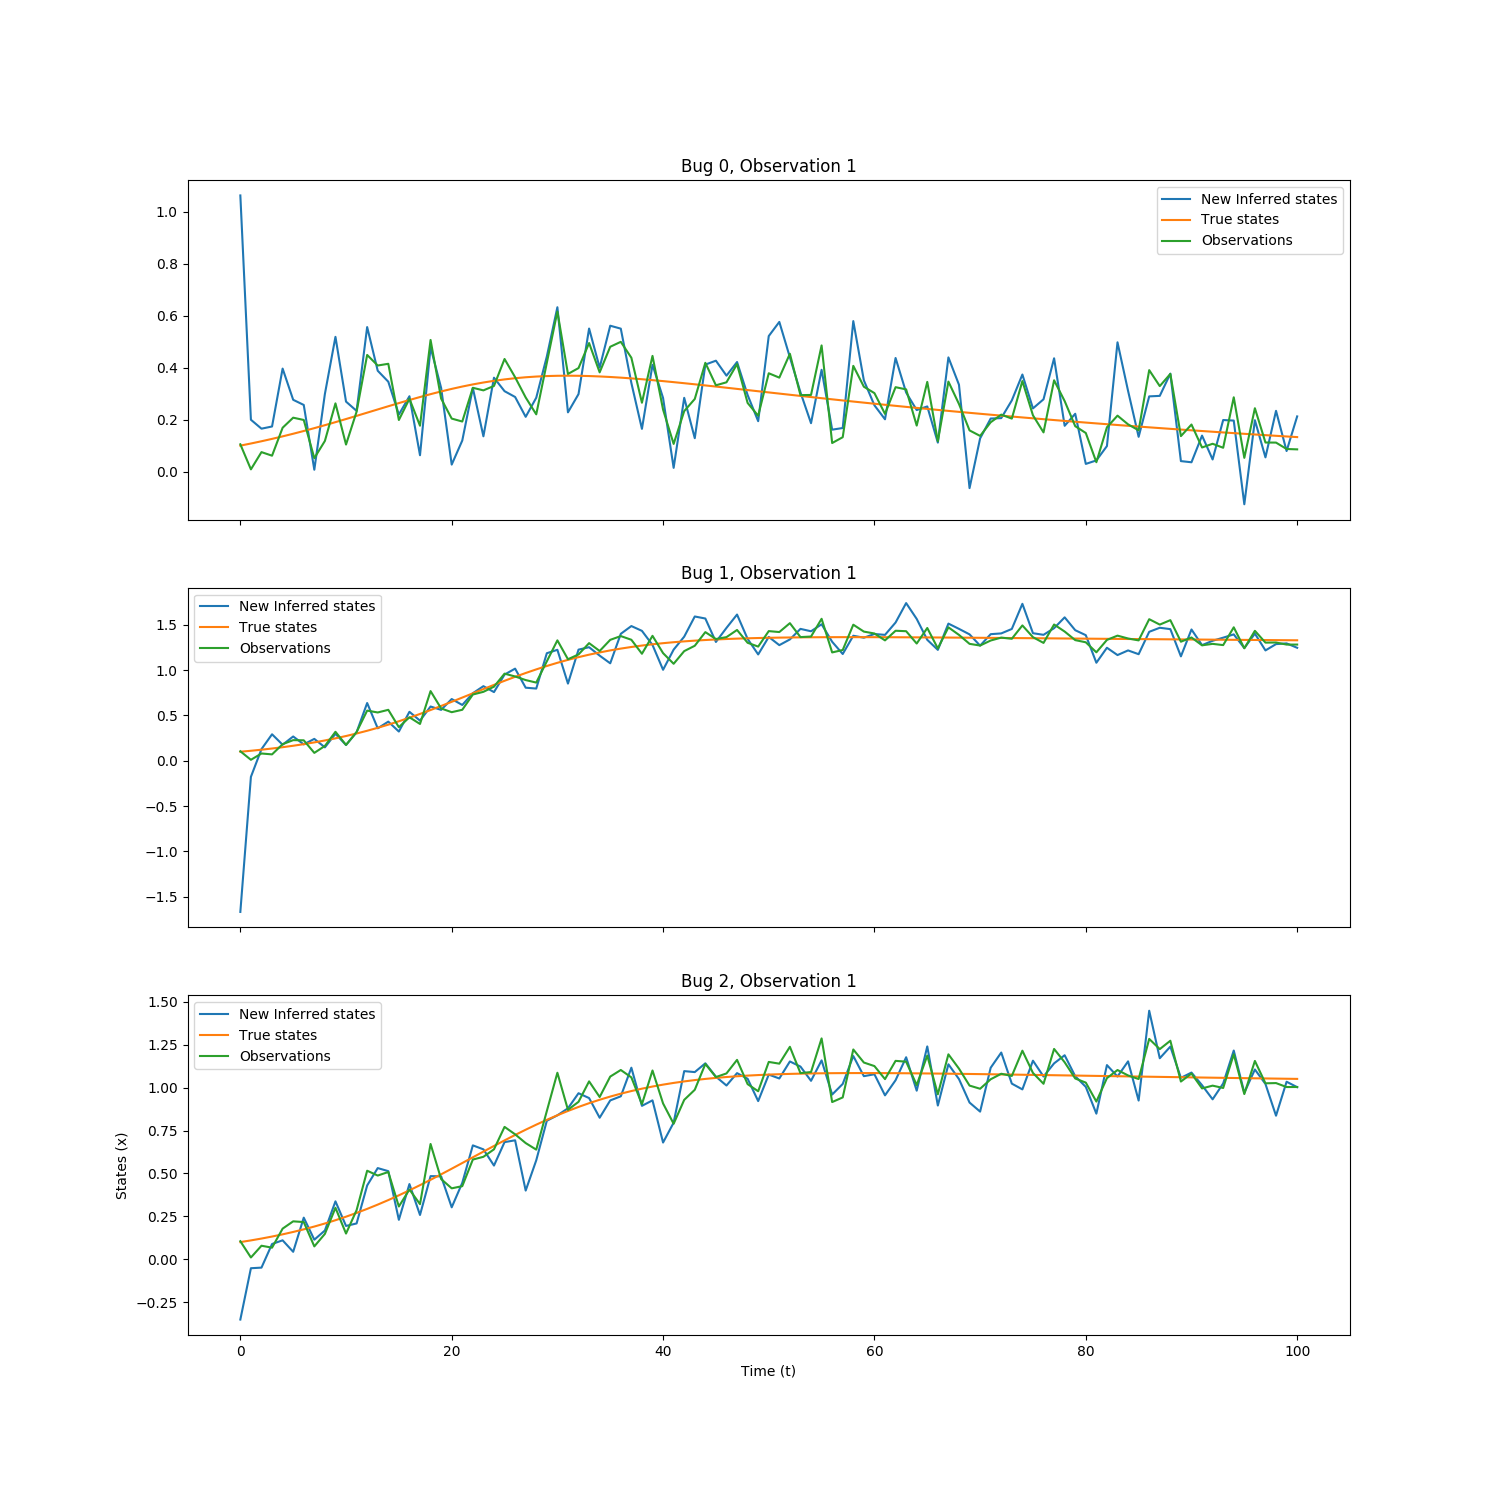 Bug 0, Observation 1
New Inferred states
True states
Observations
1.0
0.8
0.6
0.4
0.2
0.0
Bug 1, Observation 1
New Inferred states
True states
Observations
1.5
1.0
0.5
0.0
−0.5
−1.0
−1.5
Bug 2, Observation 1
New Inferred states
True states
Observations
1.50
1.25
1.00
0.75
0.50
0.25
0.00
−0.25
States (x)
0 20 40 60 80 100
Time (t)